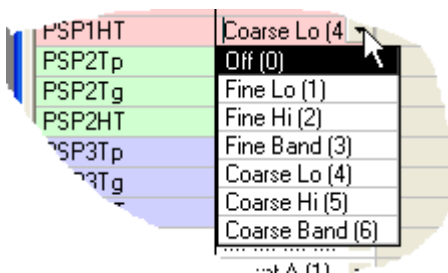 PSP1HT Coarse Lo (4
PSP2Tp Off (0)
PSP2Tg Fine Lo (1)
PSP2HT Fine Hi (2)
PSP3Tp Fine Band (3)
Coarse Lo (4)
Coarse Hi (5)
Coarse Band (6)